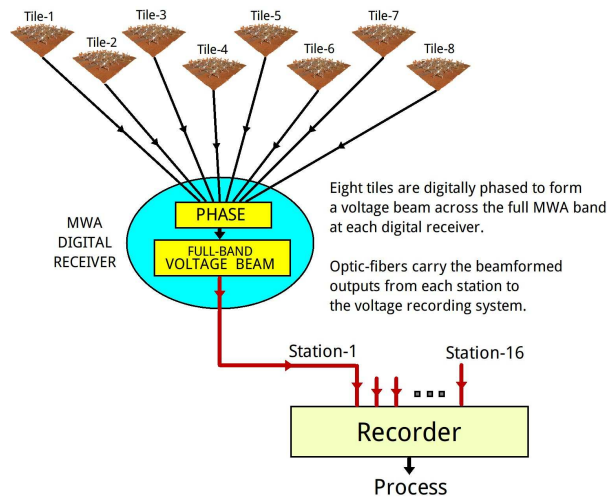 Tile-1
Tile-2
Tile-3
Tile-4
Tile-5
Tile-6
Tile-7
Tile-8
MWA
DIGITAL
RECEIVER
PHASE
FULL-BAND
VOLTAGE BEAM
Eight tiles are digitally phased to form
a voltage beam across the full MWA band
at each digital receiver.
Optic-fibers carry the beamformed
outputs from each station to
the voltage recording system.
Station-1
Station-16
Recorder
Process